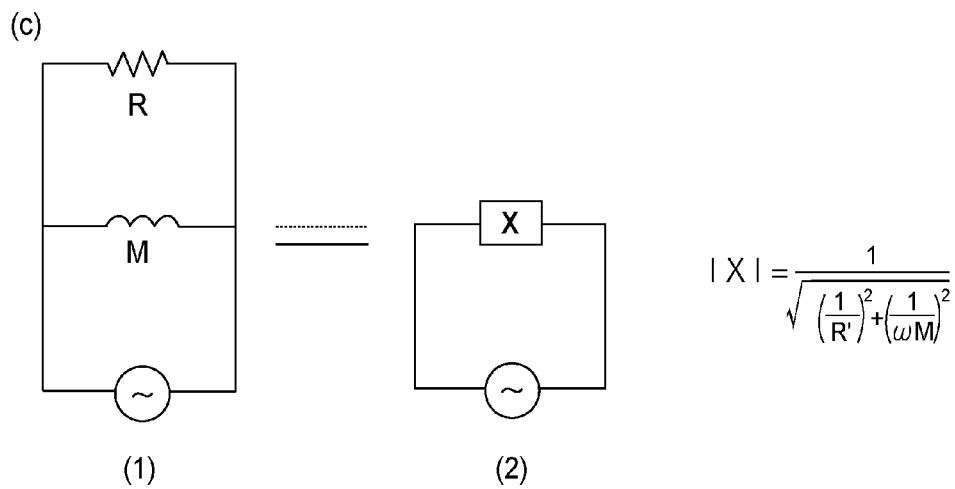 (c)
R
M
X
~
~
| X | = 1 / √((1/R')²+(1/ωM)²)
(1)
(2)